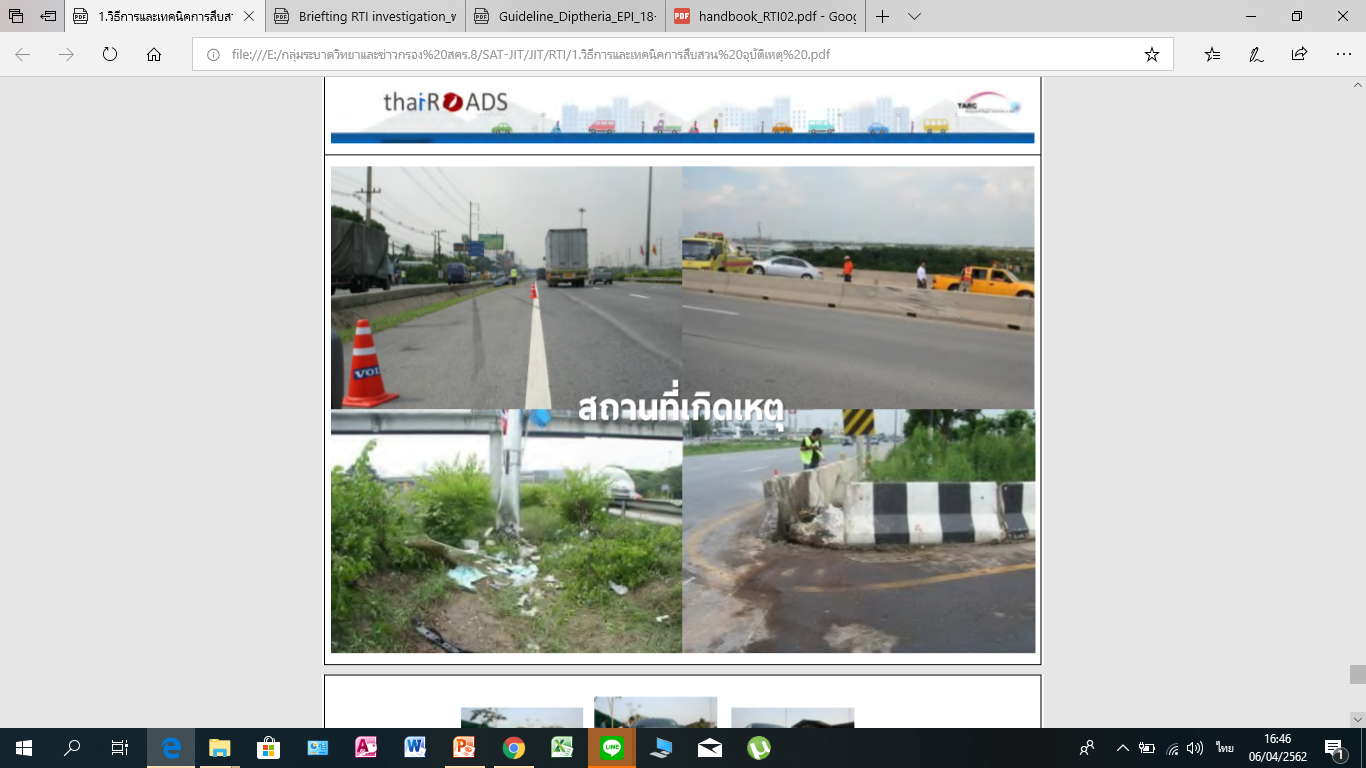 1.วิธีการและเทคนิคการสืบส
Briefting RTI investigation_
Guideline_Diptheria_EPI_18-
handbook_RTI02.pdf - Goog
file:///E:/กลุ่มระบาดวิทยาและข่าวกรอง%20สคร.8/SAT-JIT/JIT/RTI/1.วิธีการและเทคนิคการสืบสวน%20อุบัติเหตุ%20.pdf
thaiROADS
TARC
สถานที่เกิดเหตุ
16:46
ไทย
06/04/2562
1